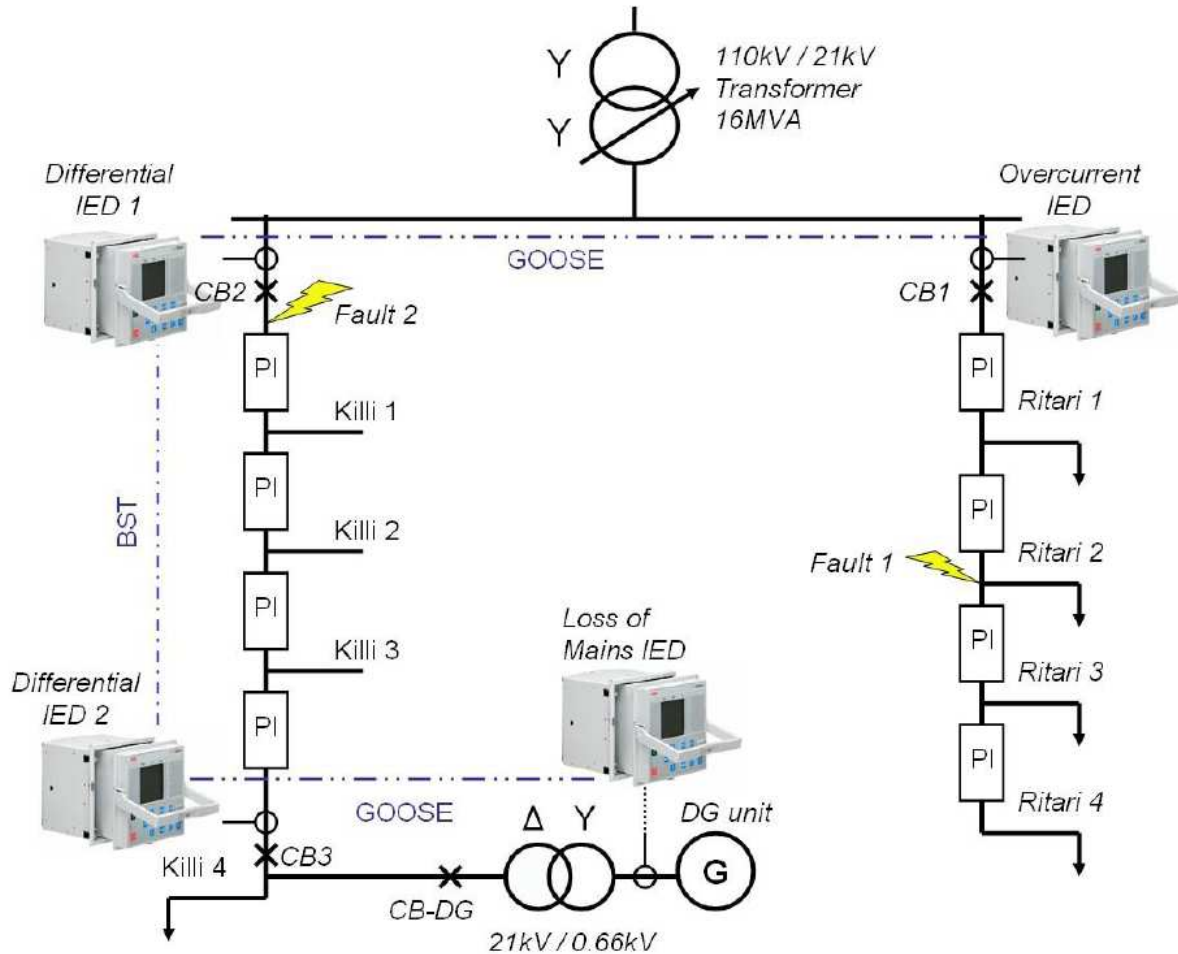 Y
Y
110kV / 21kV
Transformer
16MVA
Differential
IED 1
Overcurrent
IED
GOOSE
CB2
Fault 2
CB1
PI
Killi 1
PI
Killi 2
PI
Killi 3
PI
BST
PI
Ritari 1
PI
Ritari 2
Fault 1
PI
Ritari 3
PI
Ritari 4
Loss of
Mains IED
Differential
IED 2
GOOSE
Δ Y
DG unit
G
Killi 4
CB3
CB-DG
21kV / 0.66kV